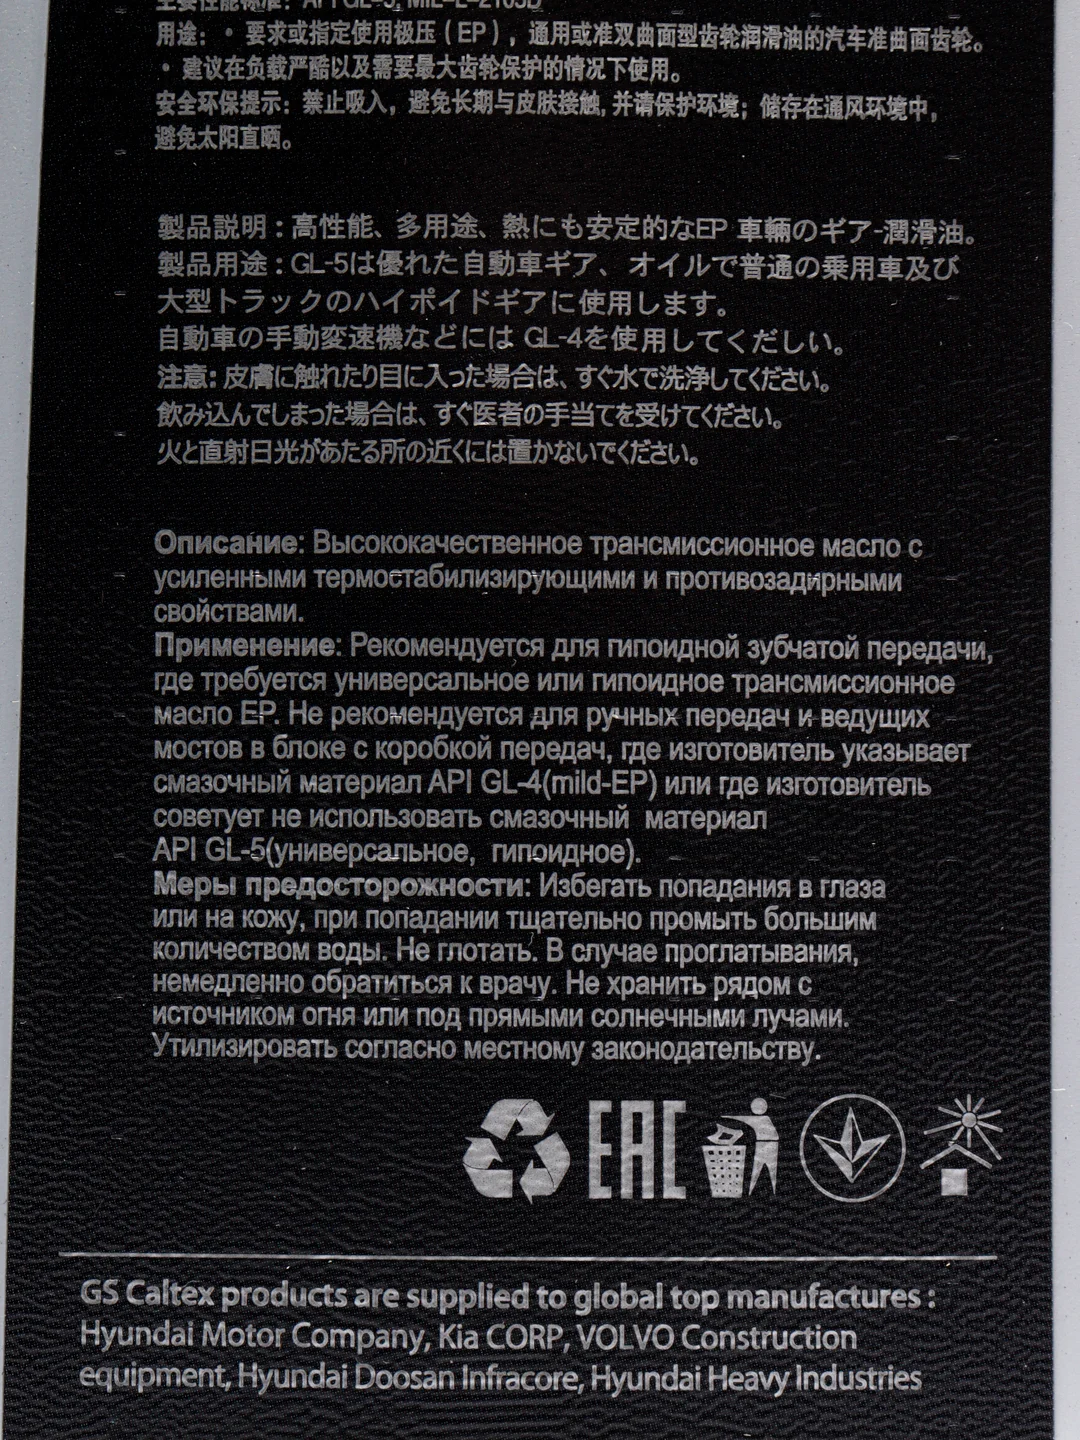 主要性能标准：API GL-5, MIL-L-2105D
用途：• 要求或指定使用极压（EP），通用或准双曲面型齿轮润滑油的汽车准曲面齿轮。
• 建议在负载严酷以及需要最大齿轮保护的情况下使用。
安全环保提示：禁止吸入，避免长期与皮肤接触, 并请保护环境；储存在通风环境中，
避免太阳直晒。
製品説明 : 高性能、多用途、熱にも安定的なEP 車輛のギア-潤滑油。
製品用途 : GL-5は優れた自動車ギア、オイルで普通の乗用車及び
大型トラックのハイポイドギアに使用します。
自動車の手動変速機などには GL-4を使用してくだしい。
注意: 皮膚に触れたり目に入った場合は、すぐ水で洗浄してください。
飲み込んでしまった場合は、すぐ医者の手当てを受けてください。
火と直射日光があたる所の近くには置かないでください。
Описание: Высококачественное трансмиссионное масло с
усиленными термостабилизирующими и противозадирными
свойствами.
Применение: Рекомендуется для гипоидной зубчатой передачи,
где требуется универсальное или гипоидное трансмиссионное
масло EP. Не рекомендуется для ручных передач и ведущих
мостов в блоке с коробкой передач, где изготовитель указывает
смазочный материал API GL-4(mild-EP) или где изготовитель
советует не использовать смазочный материал
API GL-5(универсальное, гипоидное).
Меры предосторожности: Избегать попадания в глаза
или на кожу, при попадании тщательно промыть большим
количеством воды. Не глотать. В случае проглатывания,
немедленно обратиться к врачу. Не хранить рядом с
источником огня или под прямыми солнечными лучами.
Утилизировать согласно местному законодательству.
EAC
GS Caltex products are supplied to global top manufactures :
Hyundai Motor Company, Kia CORP, VOLVO Construction
equipment, Hyundai Doosan Infracore, Hyundai Heavy Industries